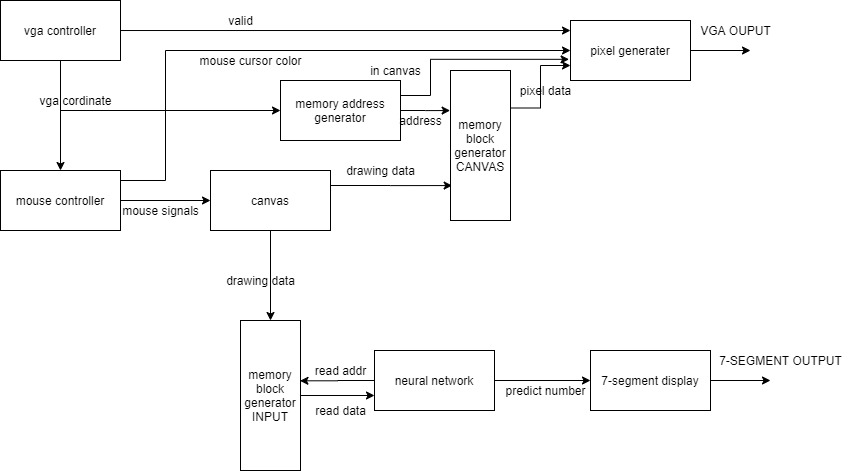 vga controller
valid
pixel generater
VGA OUPUT
mouse cursor color
in canvas
vga cordinate
memory address
generator
address
pixel data
memory
block
generator
CANVAS
mouse controller
mouse signals
canvas
drawing data
drawing data
memory
block
generator
INPUT
read addr
read data
neural network
predict number
7-segment display
7-SEGMENT OUTPUT